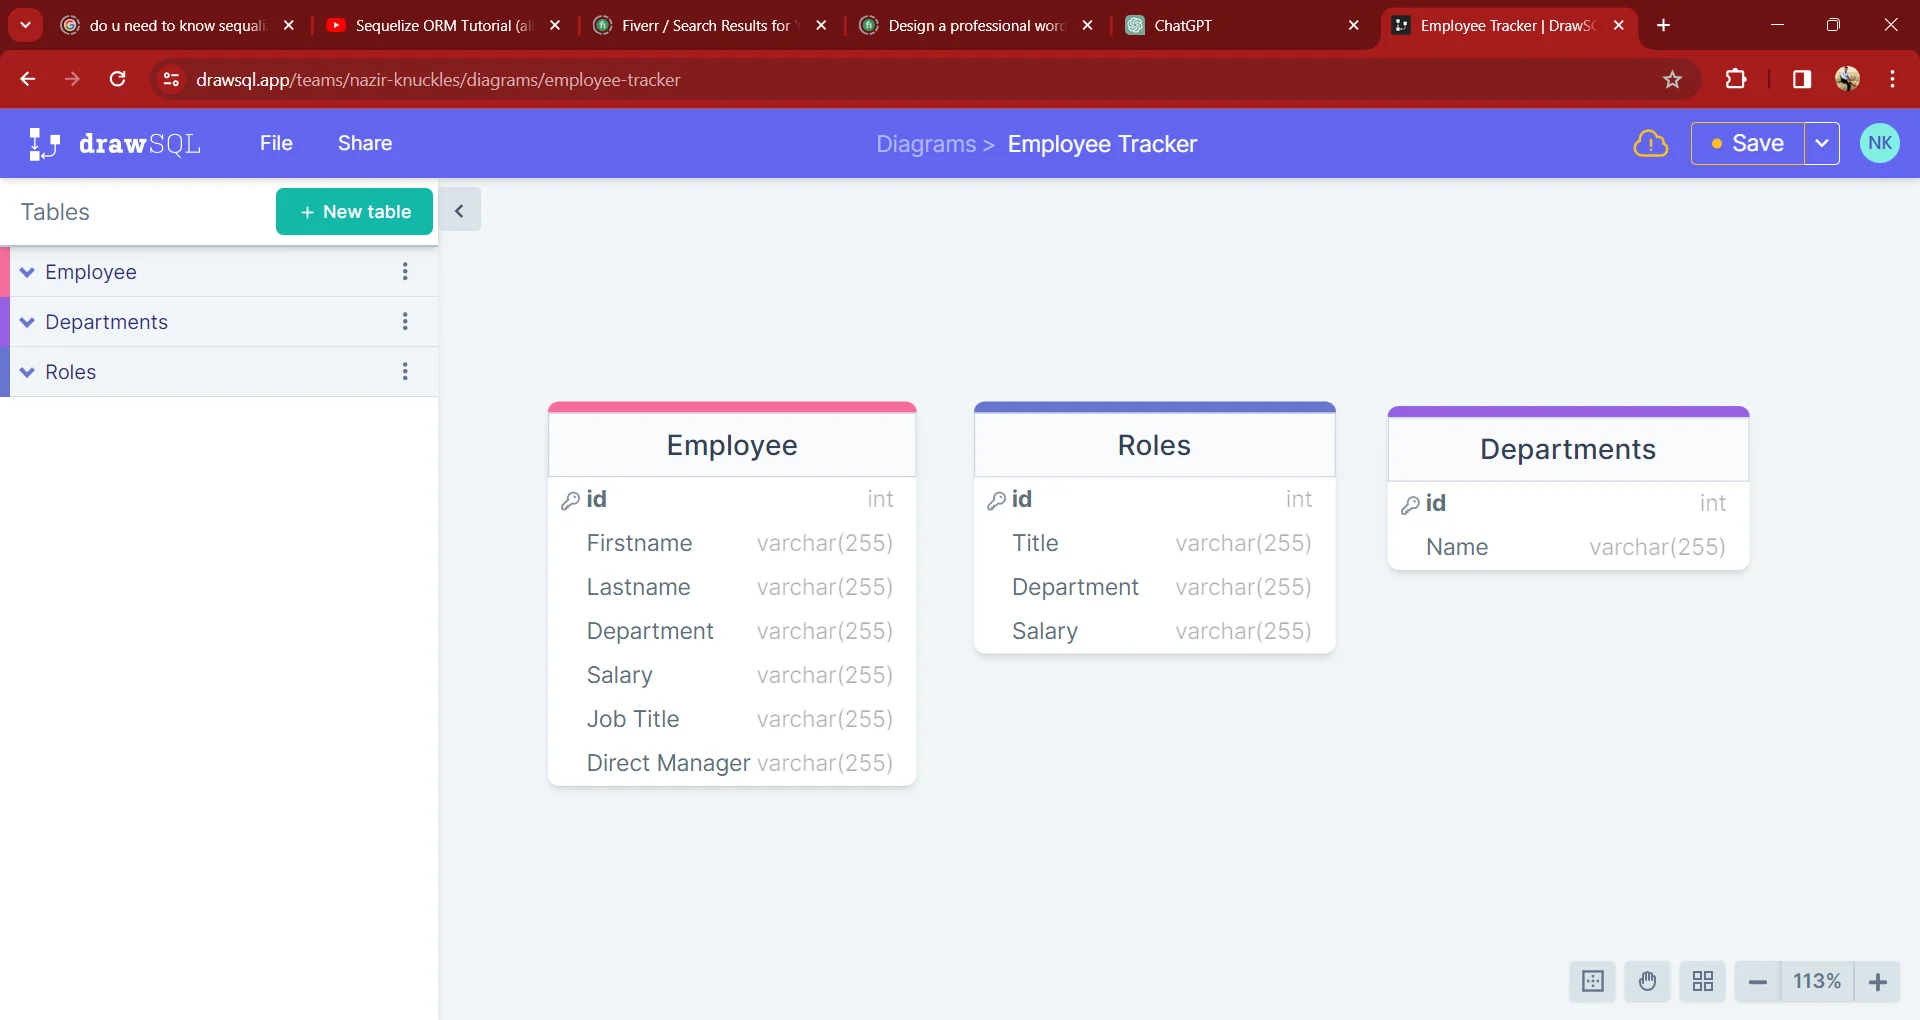 do u need to know sequali
Sequelize ORM Tutorial (al
Fiverr / Search Results for
Design a professional word
ChatGPT
Employee Tracker | DrawSQ
drawsql.app/teams/nazir-knuckles/diagrams/employee-tracker
drawSQL
File
Share
Diagrams > Employee Tracker
Save
NK
Tables
+ New table
Employee
Departments
Roles
Employee
id int
Firstname varchar(255)
Lastname varchar(255)
Department varchar(255)
Salary varchar(255)
Job Title varchar(255)
Direct Manager varchar(255)
Roles
id int
Title varchar(255)
Department varchar(255)
Salary varchar(255)
Departments
id int
Name varchar(255)
113%